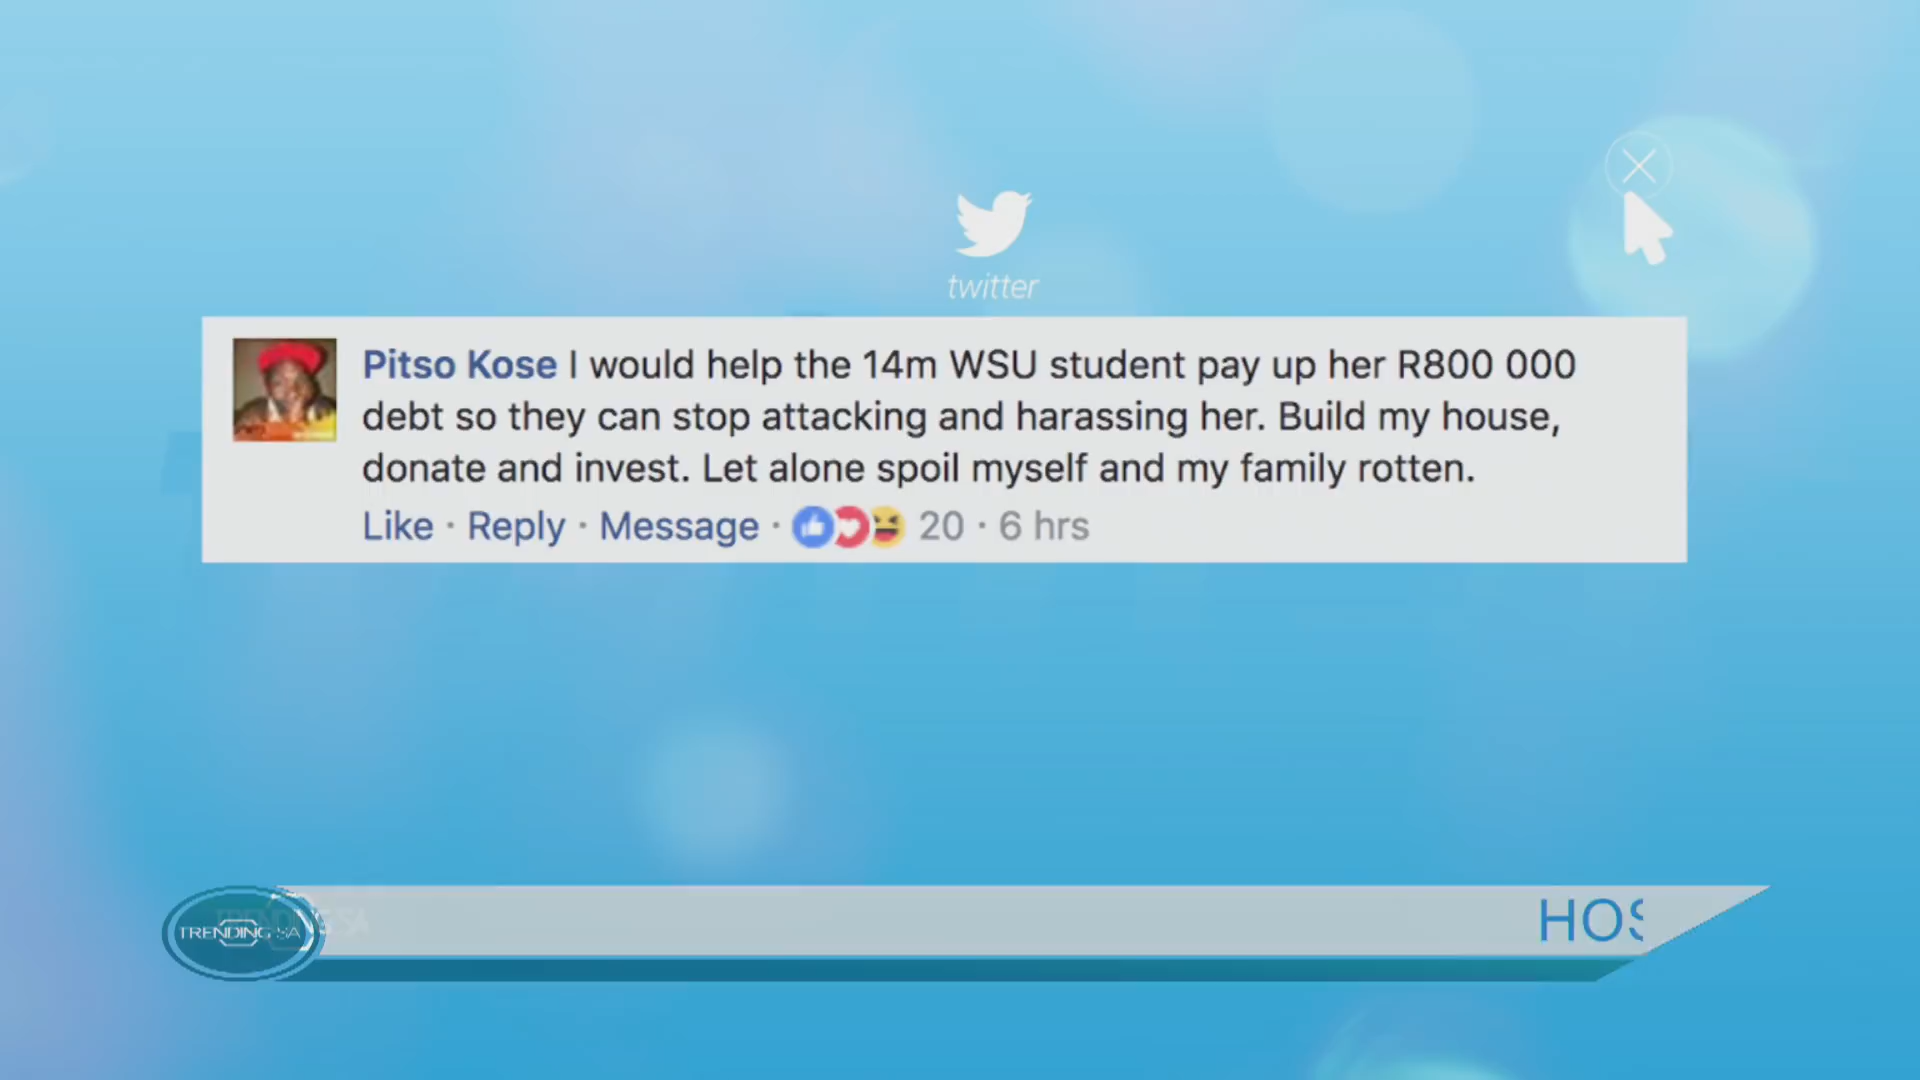 twitter
Pitso Kose I would help the 14m WSU student pay up her R800 000
debt so they can stop attacking and harassing her. Build my house,
donate and invest. Let alone spoil myself and my family rotten.
Like · Reply · Message · 20 · 6 hrs
HOS
TRENDING SA